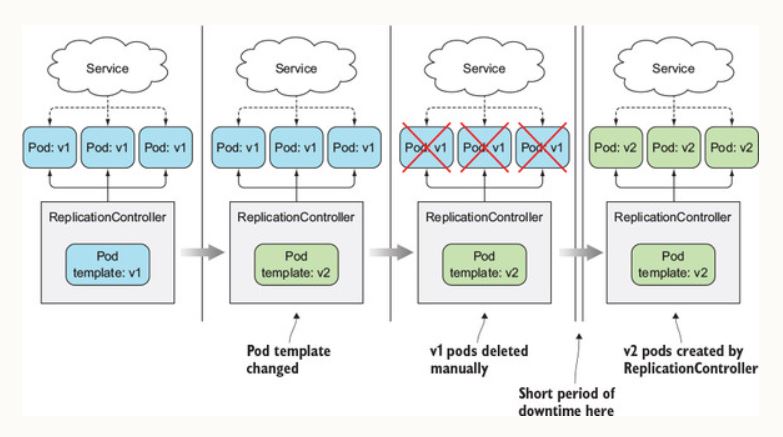 Service
Pod: v1
Pod: v1
Pod: v1
ReplicationController
Pod
template: v1
Service
Pod: v1
Pod: v1
Pod: v1
ReplicationController
Pod
template: v2
Pod template
changed
Service
Pod: v1
Pod: v1
Pod: v1
ReplicationController
Pod
template: v2
v1 pods deleted
manually
Short period of
downtime here
Service
Pod: v2
Pod: v2
Pod: v2
ReplicationController
Pod
template: v2
v2 pods created by
ReplicationController